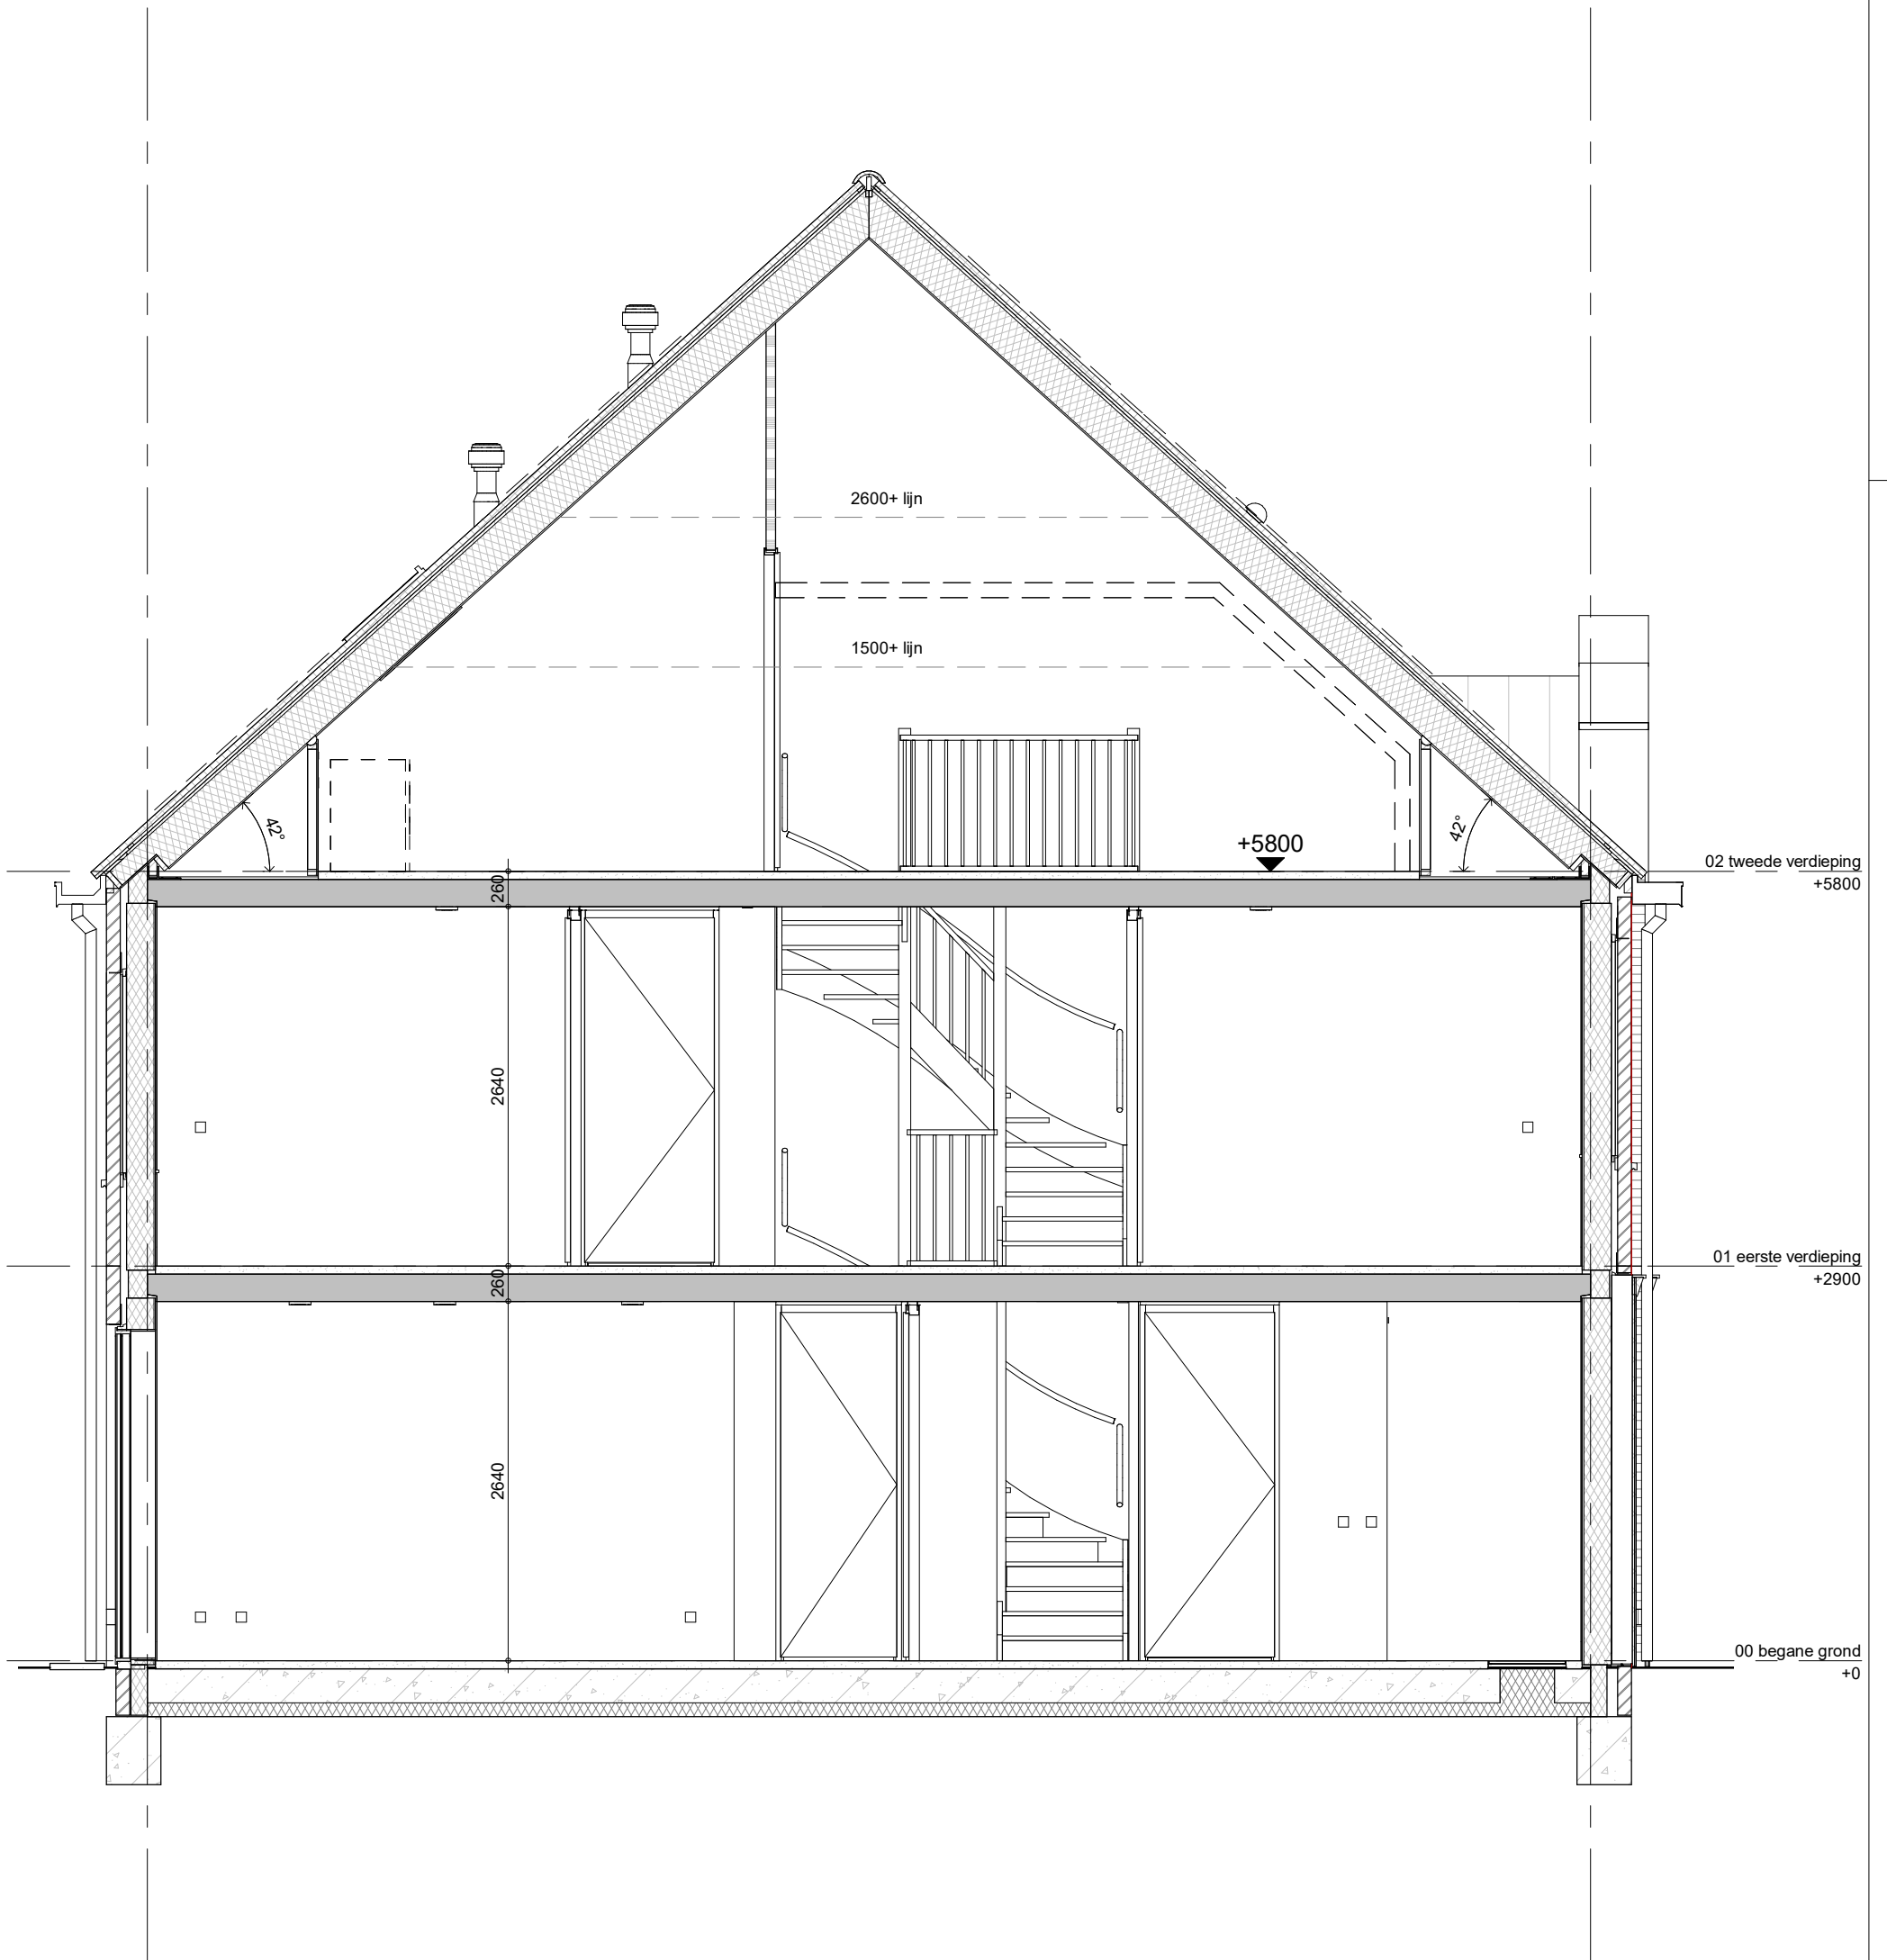 2600+ lijn
1500+ lijn
42°
42°
+5800
02 tweede verdieping
+5800
260
2640
01 eerste verdieping
+2900
260
2640
00 begane grond
+0